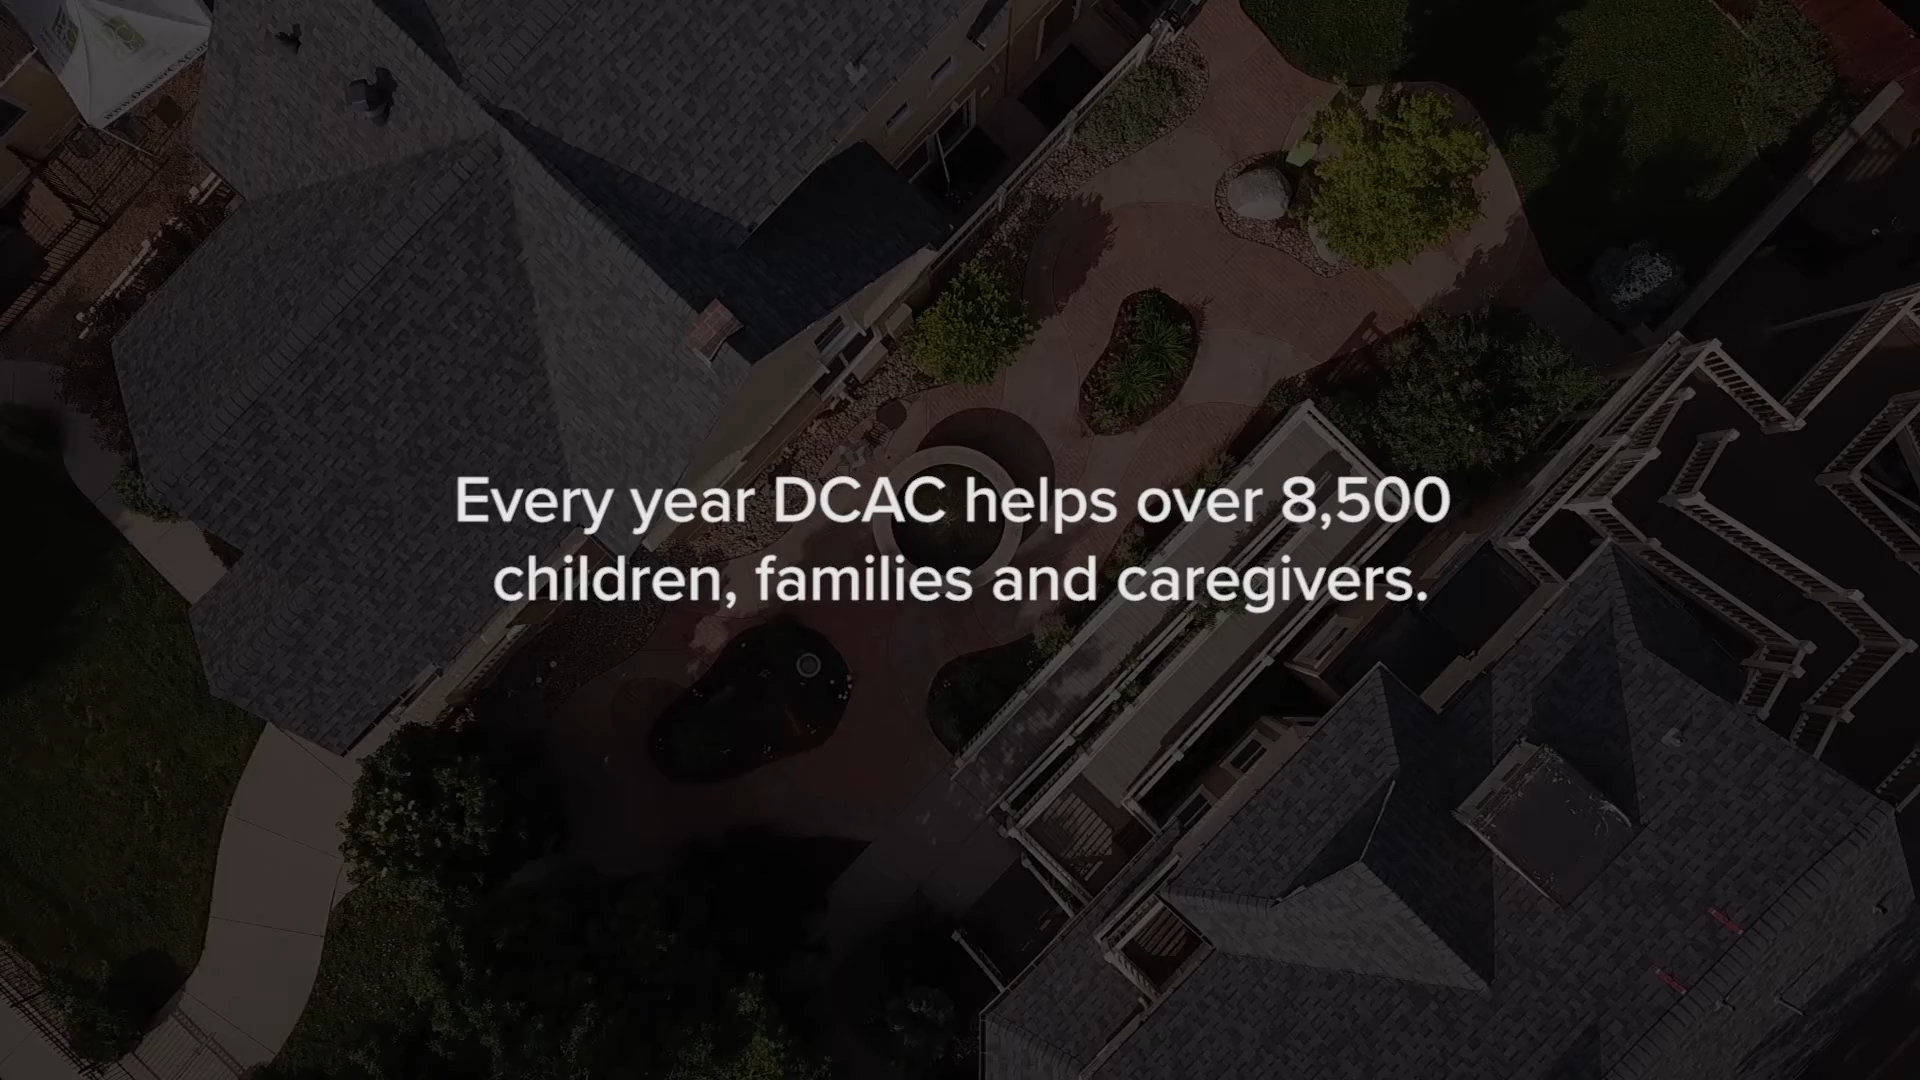 Every year DCAC helps over 8,500
children, families and caregivers.